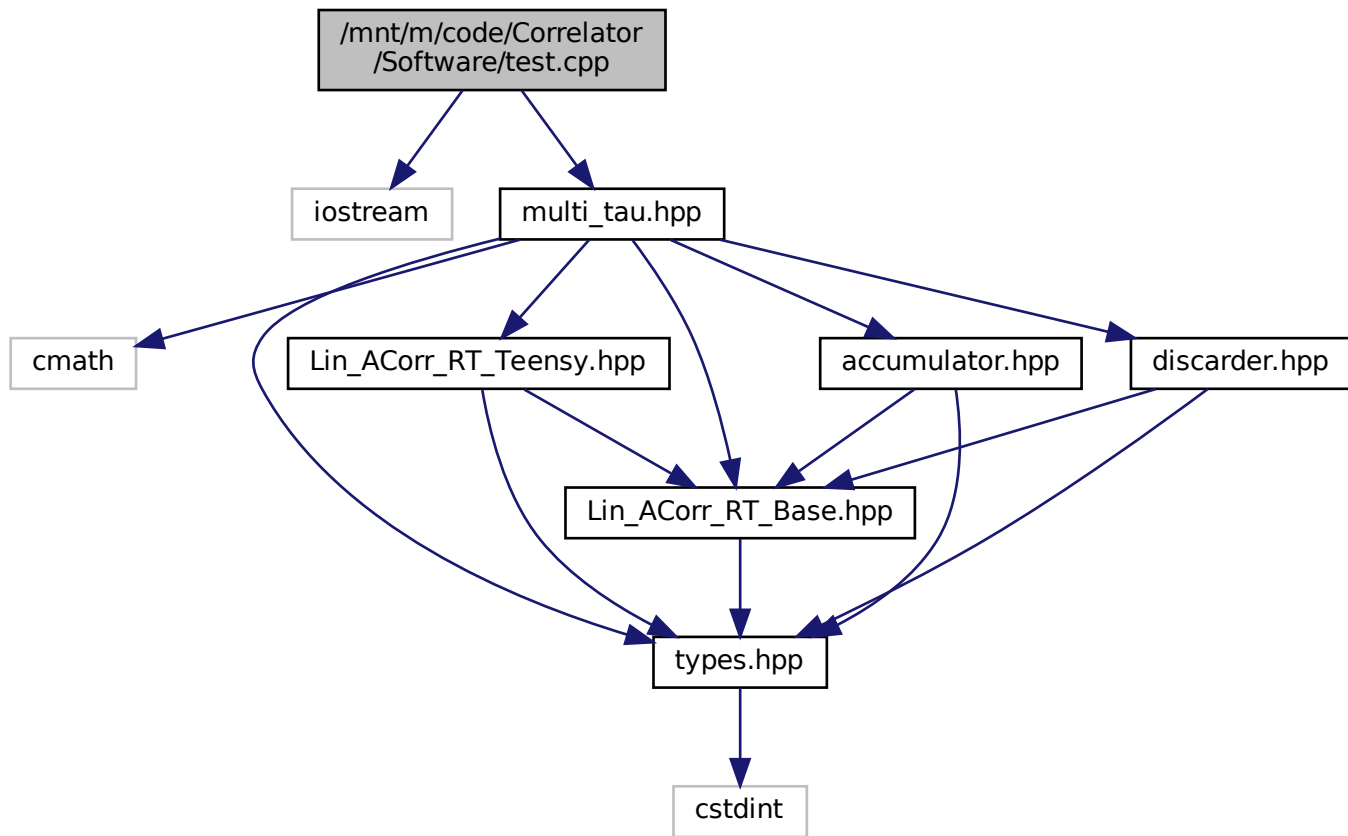 /mnt/m/code/Correlator
/Software/test.cpp
iostream
multi_tau.hpp
cmath
Lin_ACorr_RT_Teensy.hpp
accumulator.hpp
discarder.hpp
Lin_ACorr_RT_Base.hpp
types.hpp
cstdint